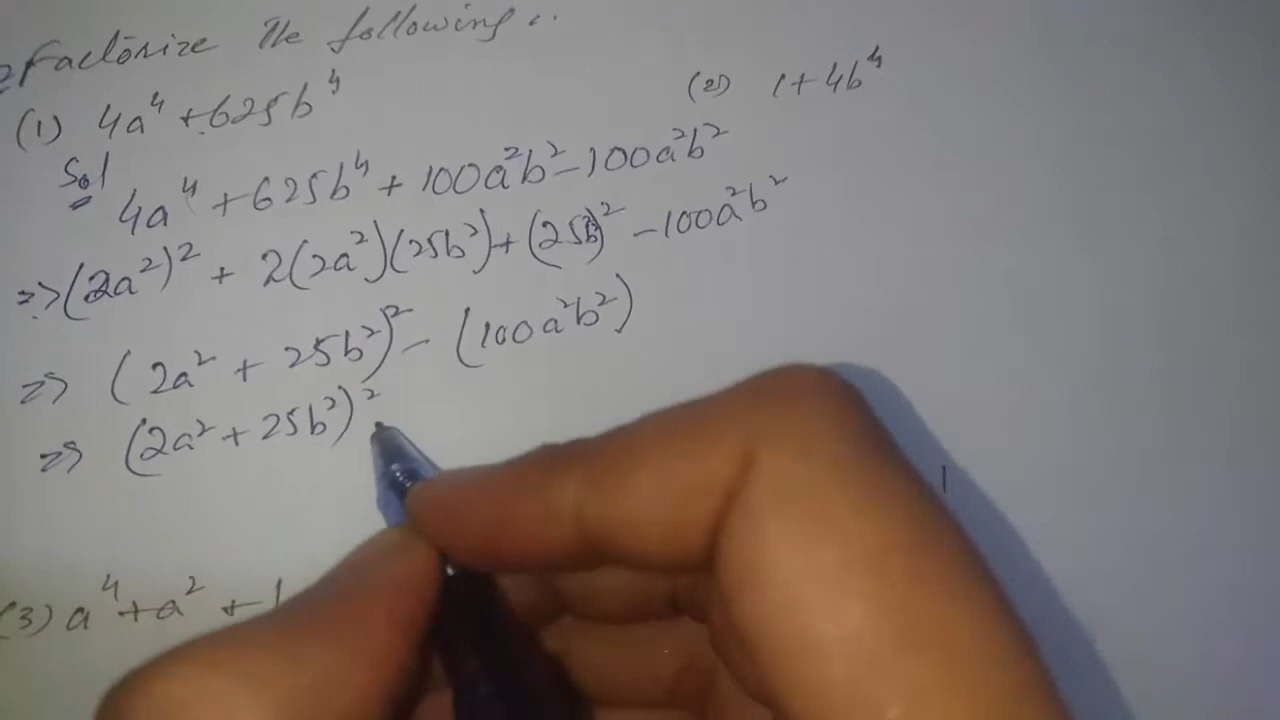 Factorize the following..
(1) 4a⁴ + 625b⁴
(2) 1 + 4b⁴
Sol
4a⁴ + 625b⁴ + 100a²b² - 100a²b²
=> (2a²)² + 2(2a²)(25b²) + (25b²)² - 100a²b²
=> (2a² + 25b²)² - (100a²b²)
=> (2a² + 25b²)²
(3) a⁴ + a² + 1